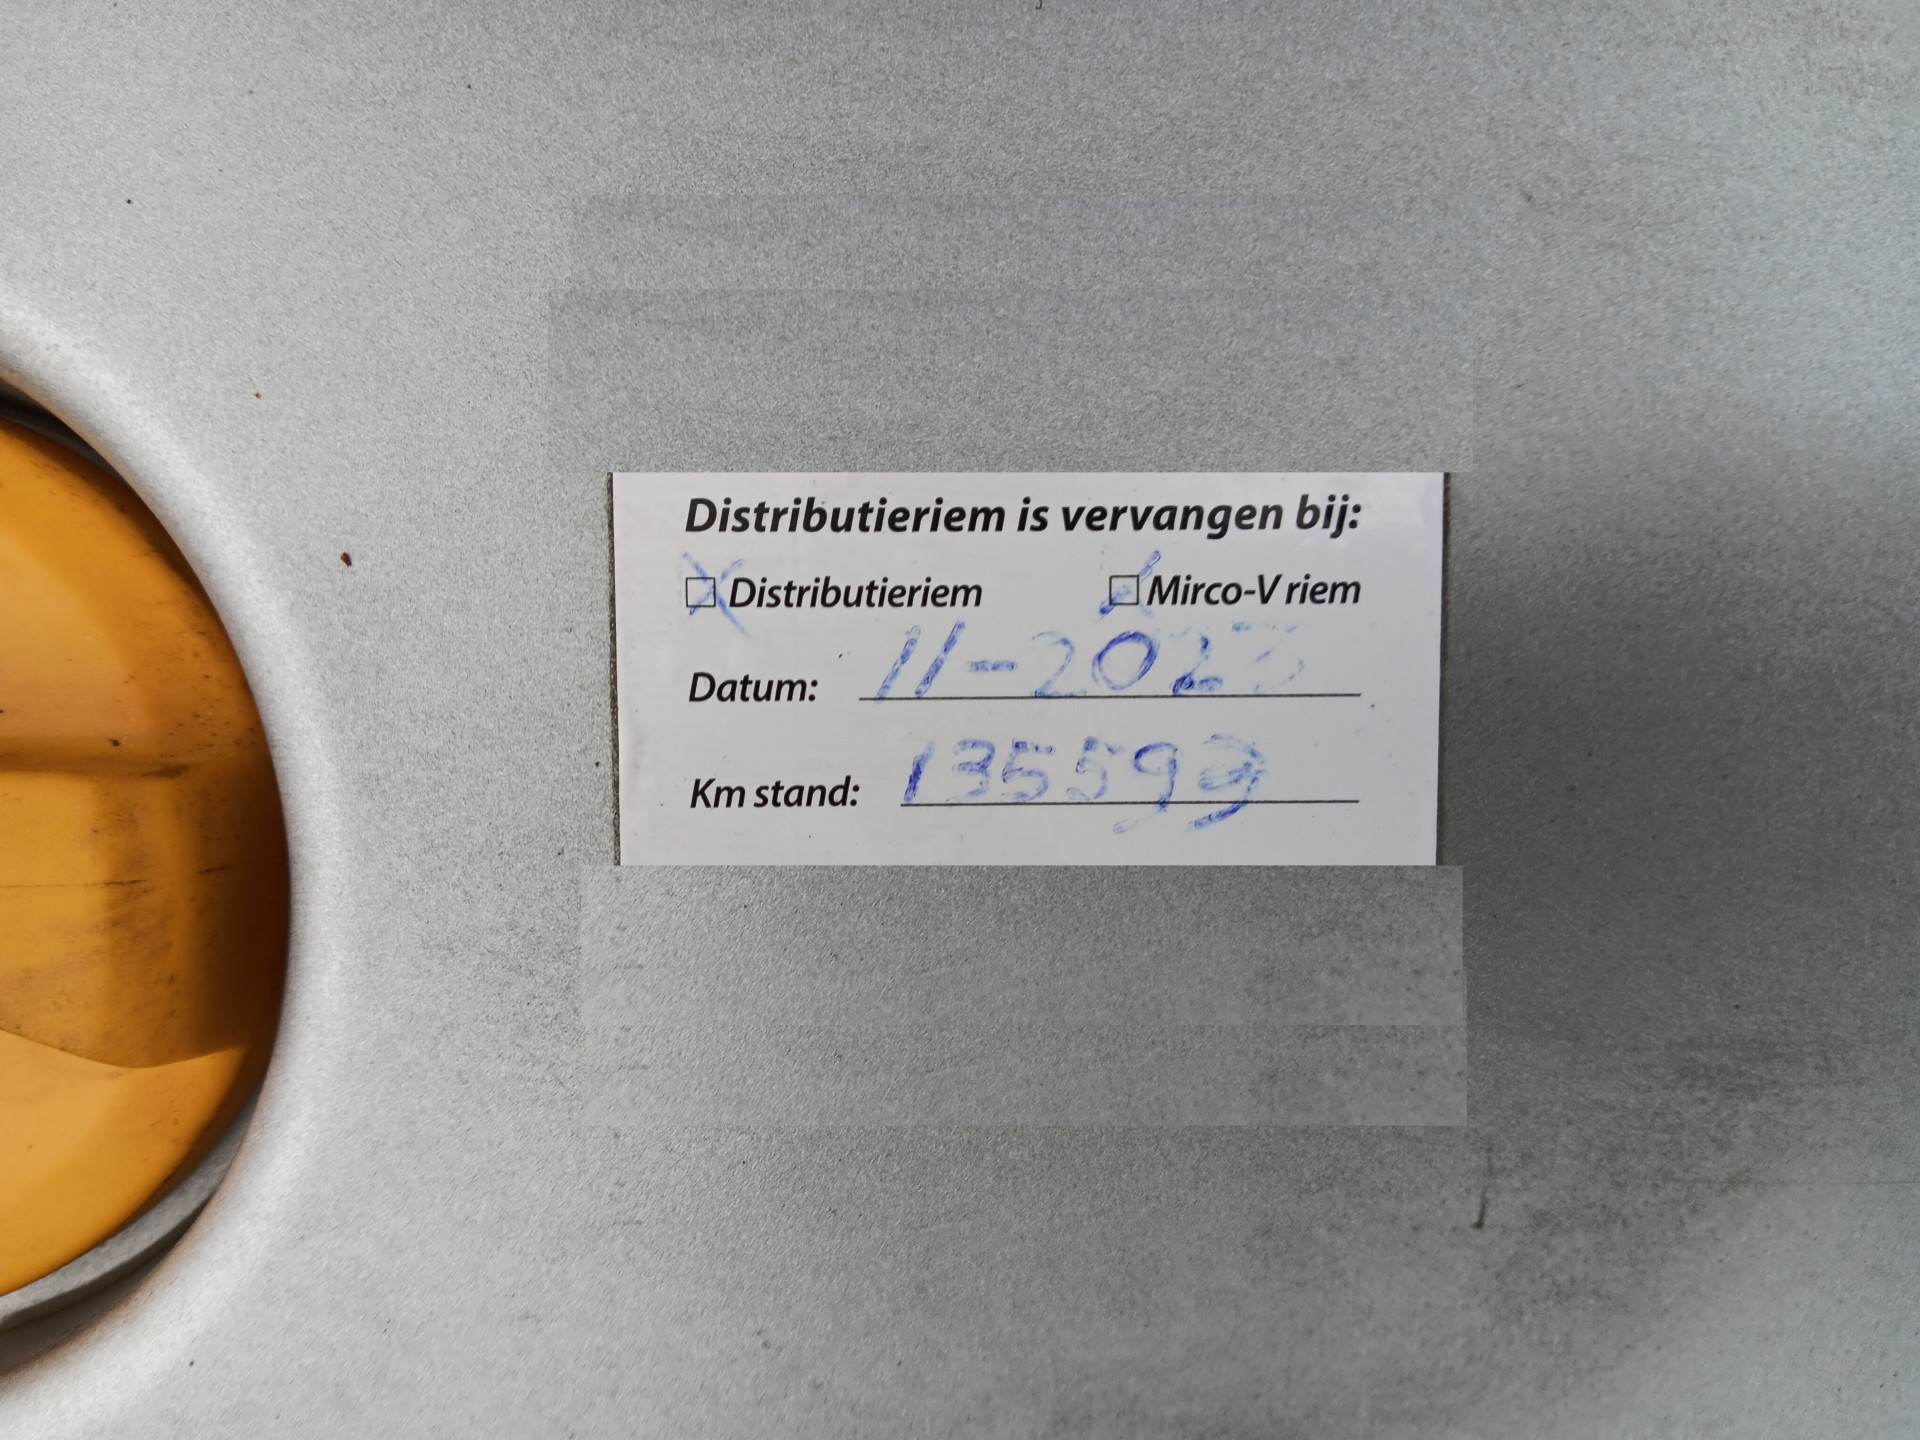 Distributieriem is vervangen bij:
☒ Distributieriem ☒ Mirco-V riem
Datum: 11-2023
Km stand: 135599